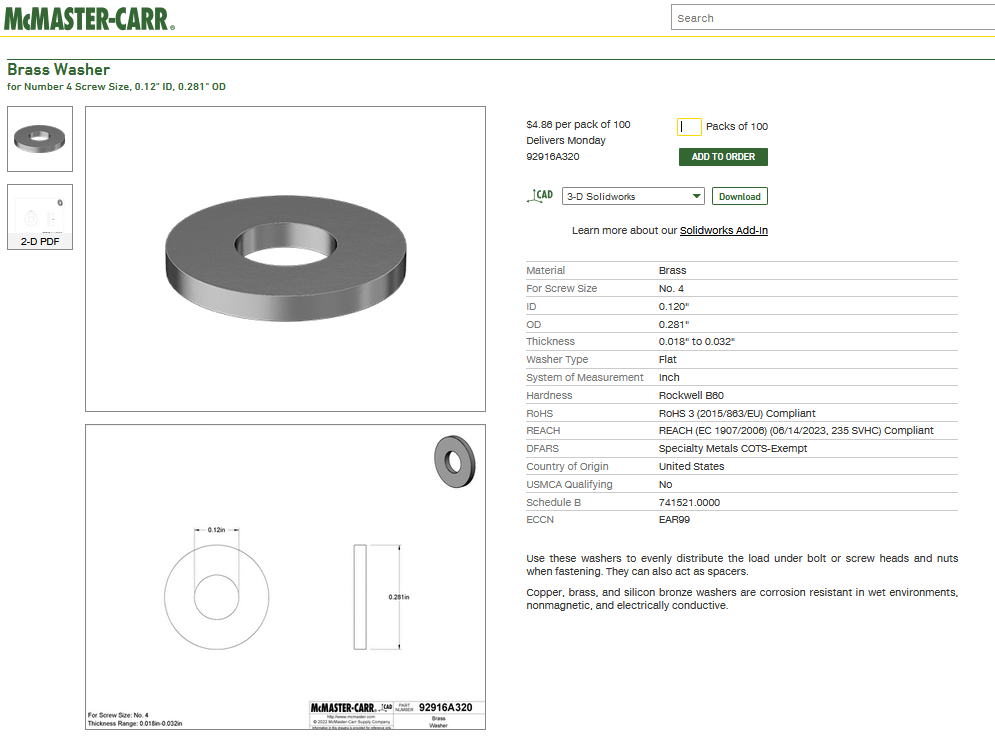 McMASTER-CARR®
Search
Brass Washer
for Number 4 Screw Size, 0.12" ID, 0.281" OD
2-D PDF
$4.86 per pack of 100
Packs of 100
Delivers Monday
92916A320
ADD TO ORDER
CAD
3-D Solidworks
Download
Learn more about our Solidworks Add-In
Material Brass
For Screw Size No. 4
ID 0.120"
OD 0.281"
Thickness 0.018" to 0.032"
Washer Type Flat
System of Measurement Inch
Hardness Rockwell B60
RoHS RoHS 3 (2015/863/EU) Compliant
REACH REACH (EC 1907/2006) (06/14/2023, 235 SVHC) Compliant
DFARS Specialty Metals COTS-Exempt
Country of Origin United States
USMCA Qualifying No
Schedule B 741521.0000
ECCN EAR99
Use these washers to evenly distribute the load under bolt or screw heads and nuts
when fastening. They can also act as spacers.
Copper, brass, and silicon bronze washers are corrosion resistant in wet environments,
nonmagnetic, and electrically conductive.
0.12in
0.281in
For Screw Size: No. 4
Thickness Range: 0.018in-0.032in
McMASTER-CARR CAD
http://www.mcmaster.com
© 2022 McMaster-Carr Supply Company
Information in this drawing is provided for reference only.
PART
NUMBER
92916A320
Brass
Washer